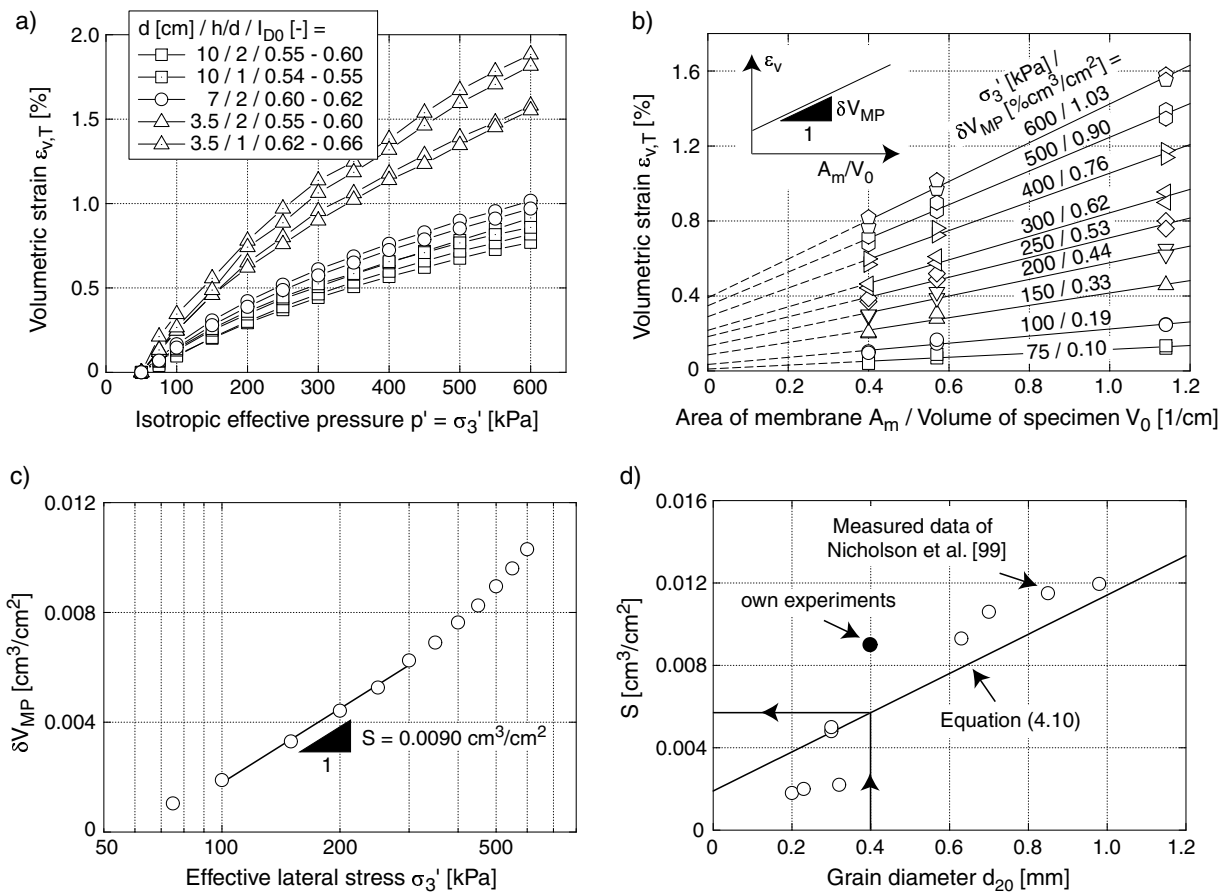 a)
d [cm] / h/d / I_D0 [-] =
10 / 2 / 0.55 - 0.60
10 / 1 / 0.54 - 0.55
7 / 2 / 0.60 - 0.62
3.5 / 2 / 0.55 - 0.60
3.5 / 1 / 0.62 - 0.66
Volumetric strain ε_v,T [%]
2.0
1.5
1.0
0.5
0
100 200 300 400 500 600
Isotropic effective pressure p' = σ_3' [kPa]
b)
Volumetric strain ε_v,T [%]
1.6
1.2
0.8
0.4
0
ε_v
δV_MP
1
A_m/V_0
σ_3' [kPa] /
δV_MP [%cm³/cm²] =
600 / 1.03
500 / 0.90
400 / 0.76
300 / 0.62
250 / 0.53
200 / 0.44
150 / 0.33
100 / 0.19
75 / 0.10
0 0.2 0.4 0.6 0.8 1.0 1.2
Area of membrane A_m / Volume of specimen V_0 [1/cm]
c)
δV_MP [cm³/cm²]
0.012
0.008
0.004
0
S = 0.0090 cm³/cm²
1
50 100 200 500
Effective lateral stress σ_3' [kPa]
d)
S [cm³/cm²]
0.016
0.012
0.008
0.004
0
Measured data of
Nicholson et al. [99]
own experiments
Equation (4.10)
0 0.2 0.4 0.6 0.8 1.0 1.2
Grain diameter d_20 [mm]